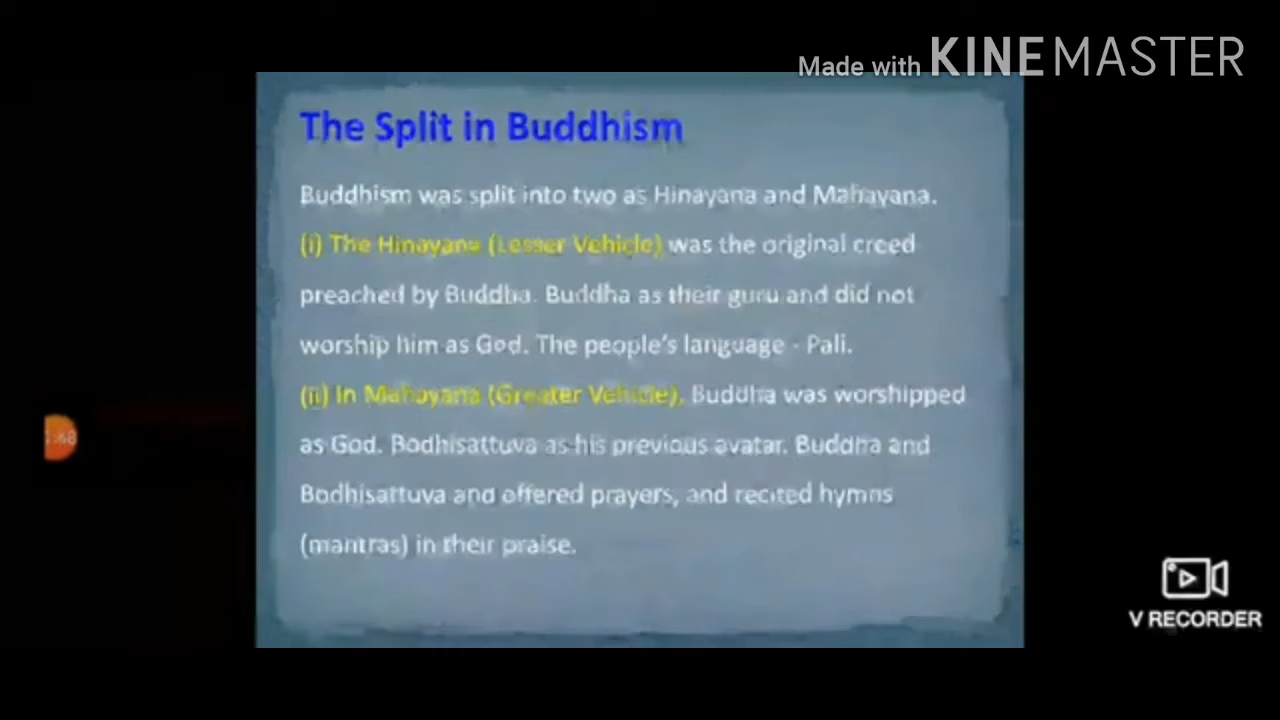 Made with KINEMASTER
The Split in Buddhism
Buddhism was split into two as Hinayana and Mahayana.
(i) The Hinayana (Lesser Vehicle) was the original creed
preached by Buddha. Buddha as their guru and did not
worship him as God. The people's language - Pali.
(ii) In Mahayana (Greater Vehicle), Buddha was worshipped
as God. Bodhisattuva as his previous avatar. Buddha and
Bodhisattuva and offered prayers, and recited hymns
(mantras) in their praise.
V RECORDER